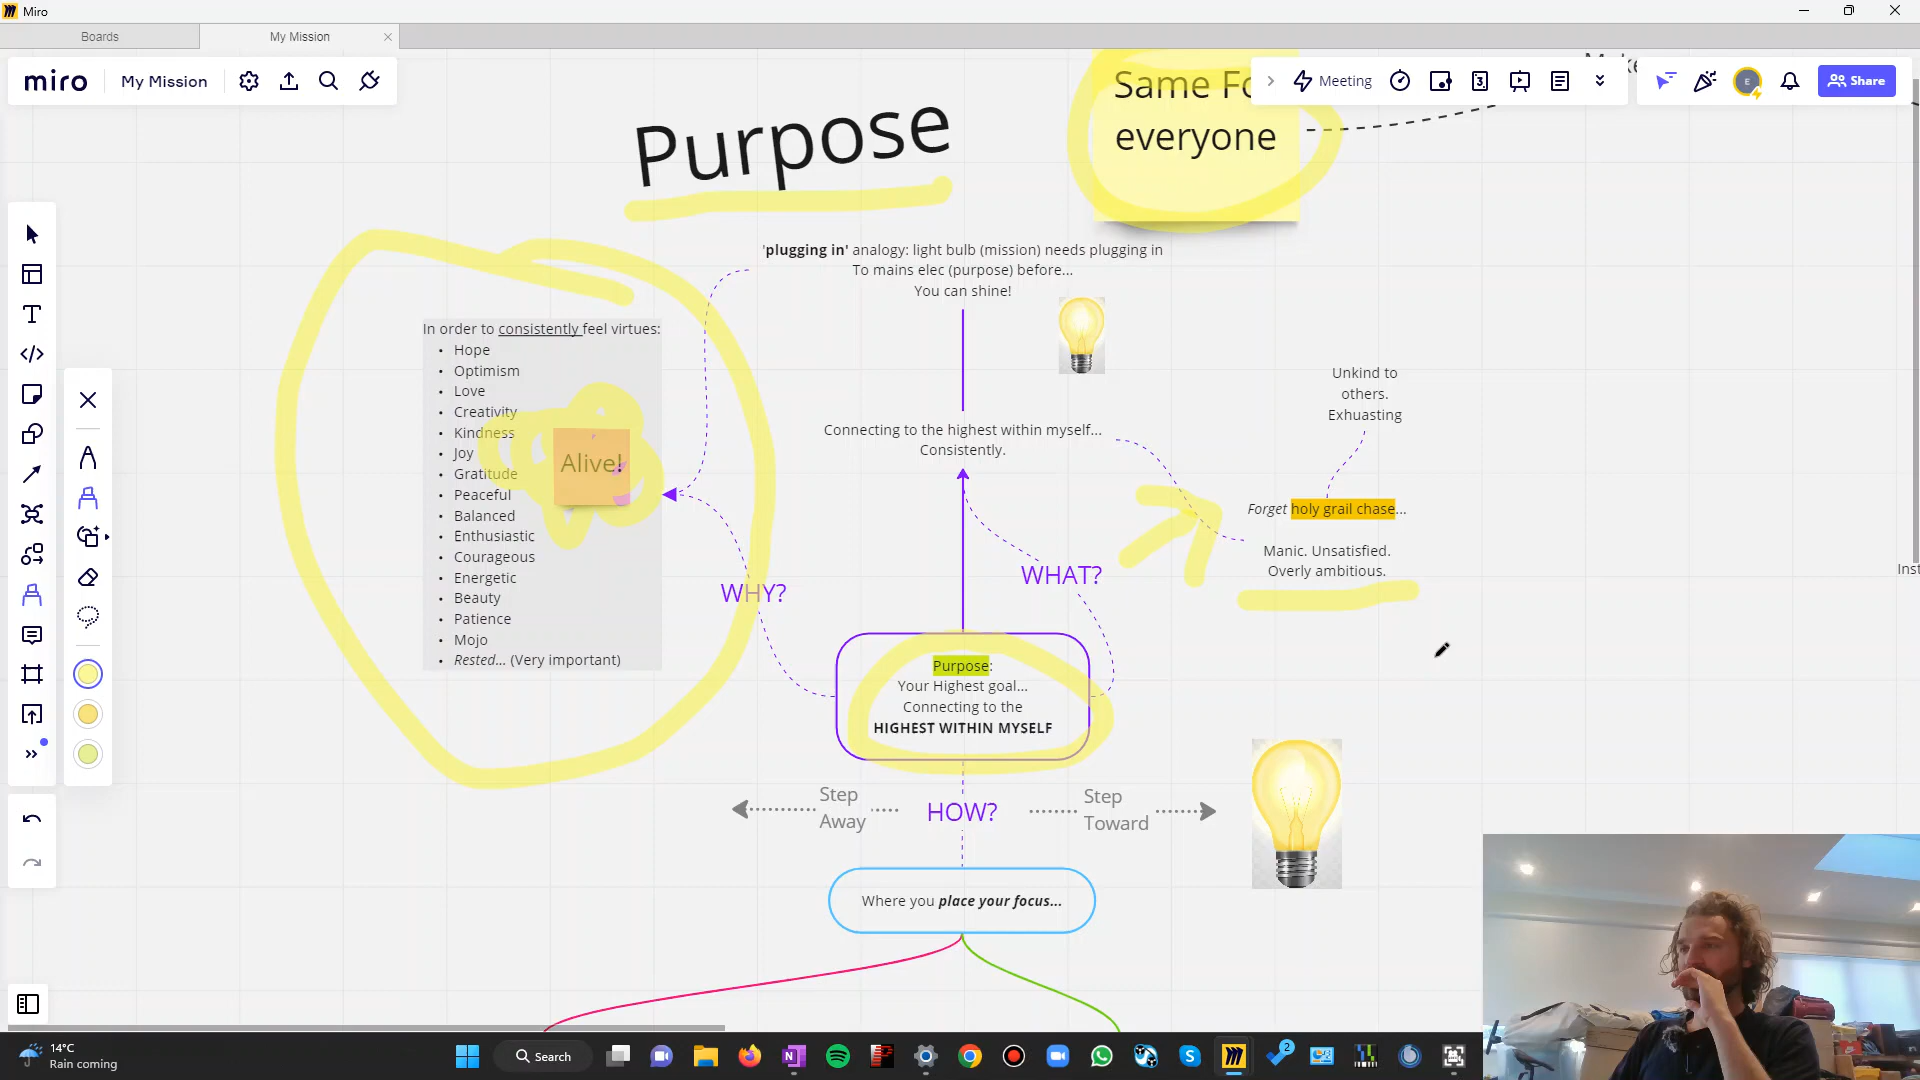 Miro
Boards
My Mission
miro
My Mission
Meeting
Share
Purpose
everyone
'plugging in' analogy: light bulb (mission) needs plugging in
To mains elec (purpose) before...
You can shine!
In order to consistently feel virtues:
• Hope
• Optimism
• Love
• Creativity
• Kindness
• Joy
• Gratitude
• Peaceful
• Balanced
• Enthusiastic
• Courageous
• Energetic
• Beauty
• Patience
• Mojo
• Rested... (Very important)
Alive!
Connecting to the highest within myself...
Consistently.
Unkind to
others.
Exhuasting
Forget holy grail chase...
Manic. Unsatisfied.
Overly ambitious.
WHY?
WHAT?
Purpose:
Your Highest goal...
Connecting to the
HIGHEST WITHIN MYSELF
Step
Away
HOW?
Step
Toward
Where you place your focus...
14°C
Rain coming
Search
2